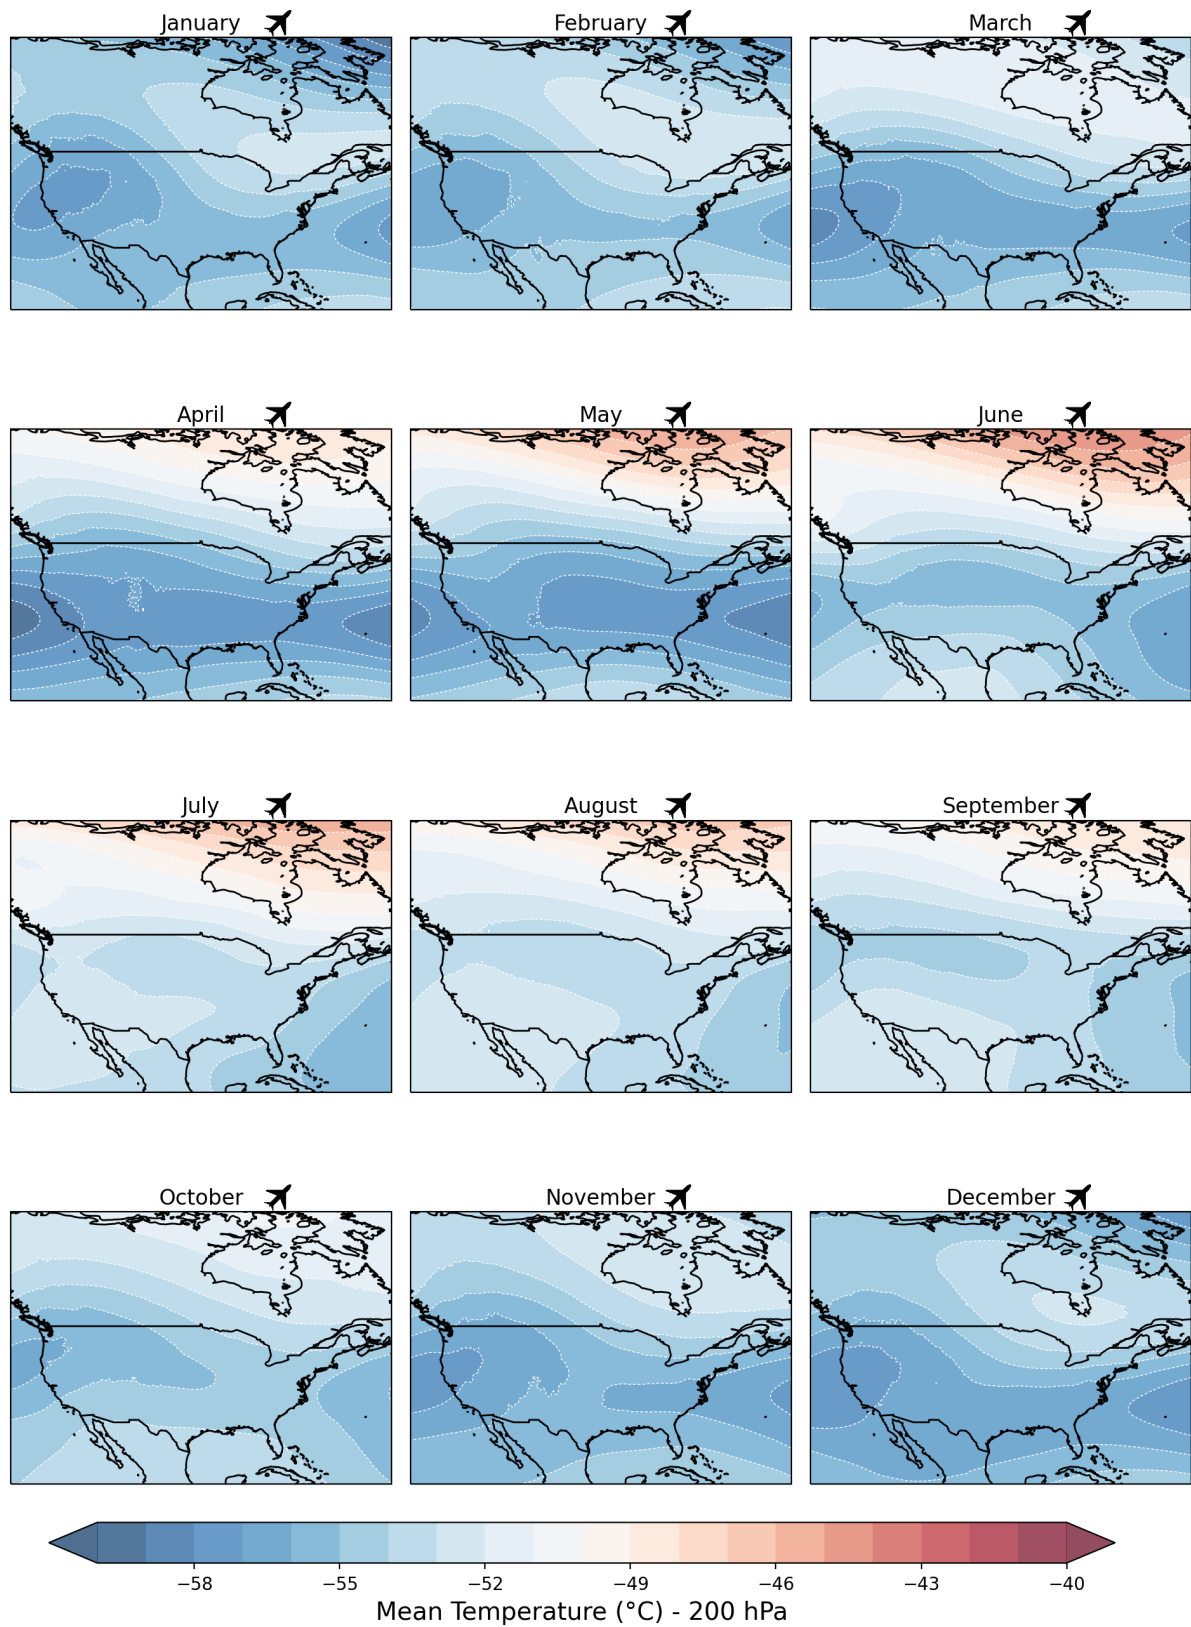 January
February
March
April
May
June
July
August
September
October
November
December
−58 −55 −52 −49 −46 −43 −40
Mean Temperature (°C) - 200 hPa